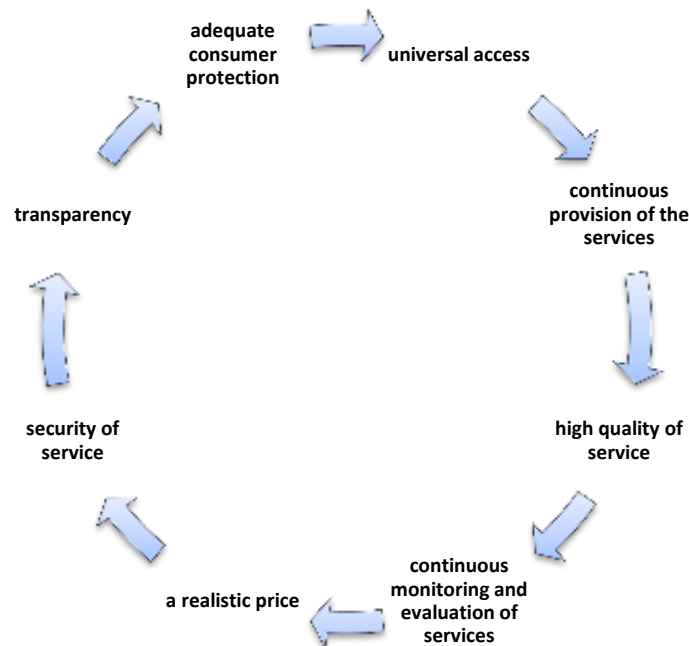 adequate
consumer
protection
universal access
continuous
provision of the
services
high quality of
service
continuous
monitoring and
evaluation of
services
a realistic price
security of
service
transparency